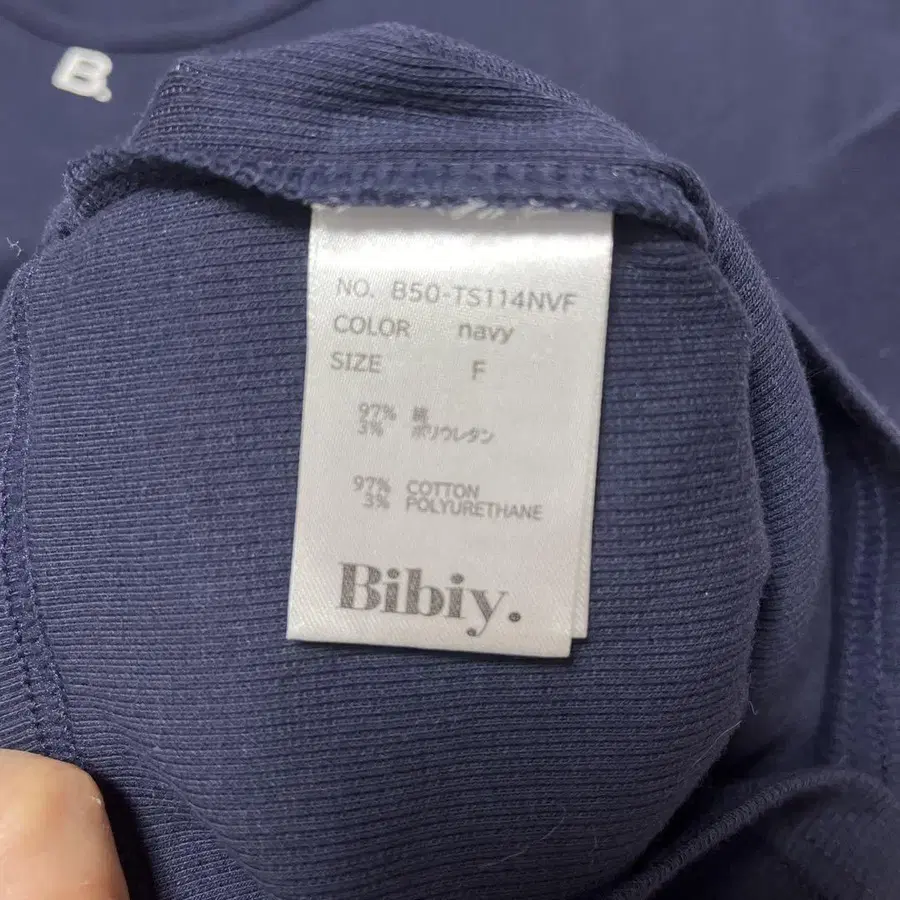 B.
NO. B50-TS114NVF
COLOR navy
SIZE F
97% 綿
3% ポリウレタン
97% COTTON
3% POLYURETHANE
Bibiy.